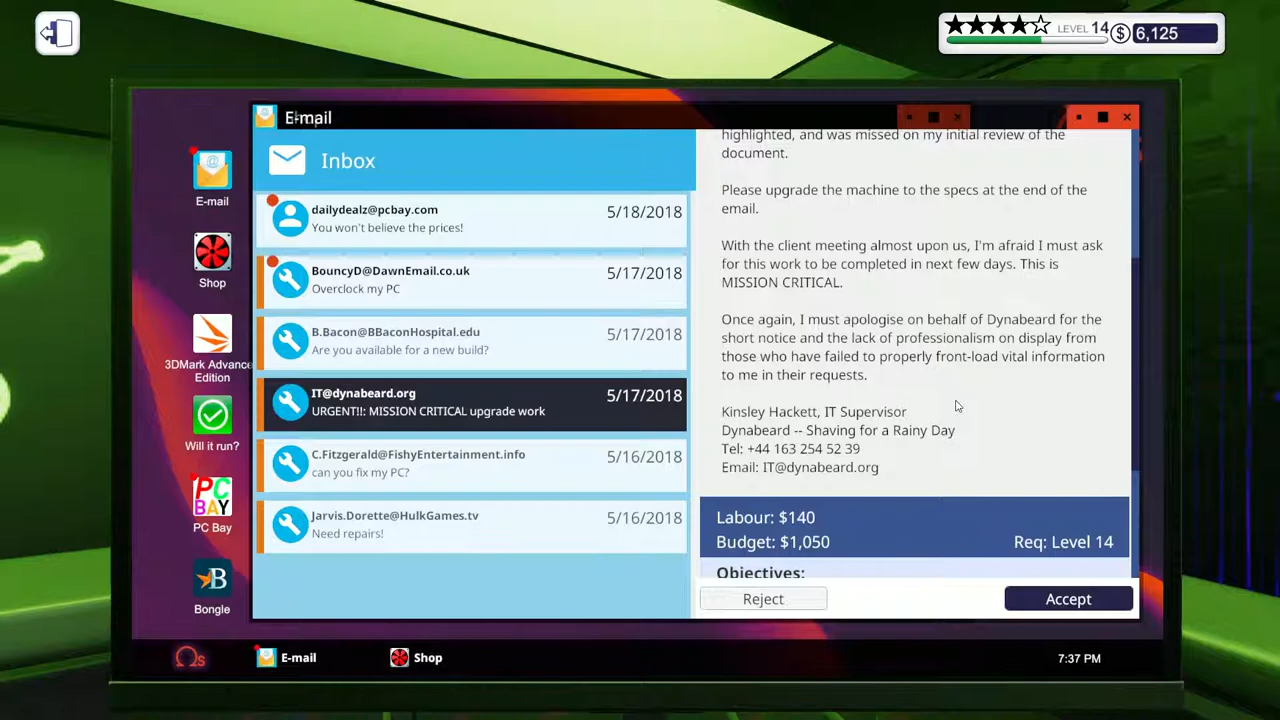 LEVEL 14
$ 6,125
E-mail
E-mail
Shop
3DMark Advance
Edition
Will it run?
PC
BAY
PC Bay
B
Bongle
Inbox
dailydealz@pcbay.com
5/18/2018
You won't believe the prices!
BouncyD@DawnEmail.co.uk
5/17/2018
Overclock my PC
B.Bacon@BBaconHospital.edu
5/17/2018
Are you available for a new build?
IT@dynabeard.org
5/17/2018
URGENT!!: MISSION CRITICAL upgrade work
C.Fitzgerald@FishyEntertainment.info
5/16/2018
can you fix my PC?
Jarvis.Dorette@HulkGames.tv
5/16/2018
Need repairs!
highlighted, and was missed on my initial review of the
document.
Please upgrade the machine to the specs at the end of the
email.
With the client meeting almost upon us, I'm afraid I must ask
for this work to be completed in next few days. This is
MISSION CRITICAL.
Once again, I must apologise on behalf of Dynabeard for the
short notice and the lack of professionalism on display from
those who have failed to properly front-load vital information
to me in their requests.
Kinsley Hackett, IT Supervisor
Dynabeard -- Shaving for a Rainy Day
Tel: +44 163 254 52 39
Email: IT@dynabeard.org
Labour: $140
Budget: $1,050
Req: Level 14
Objectives:
Reject
Accept
Ωs
E-mail
Shop
7:37 PM